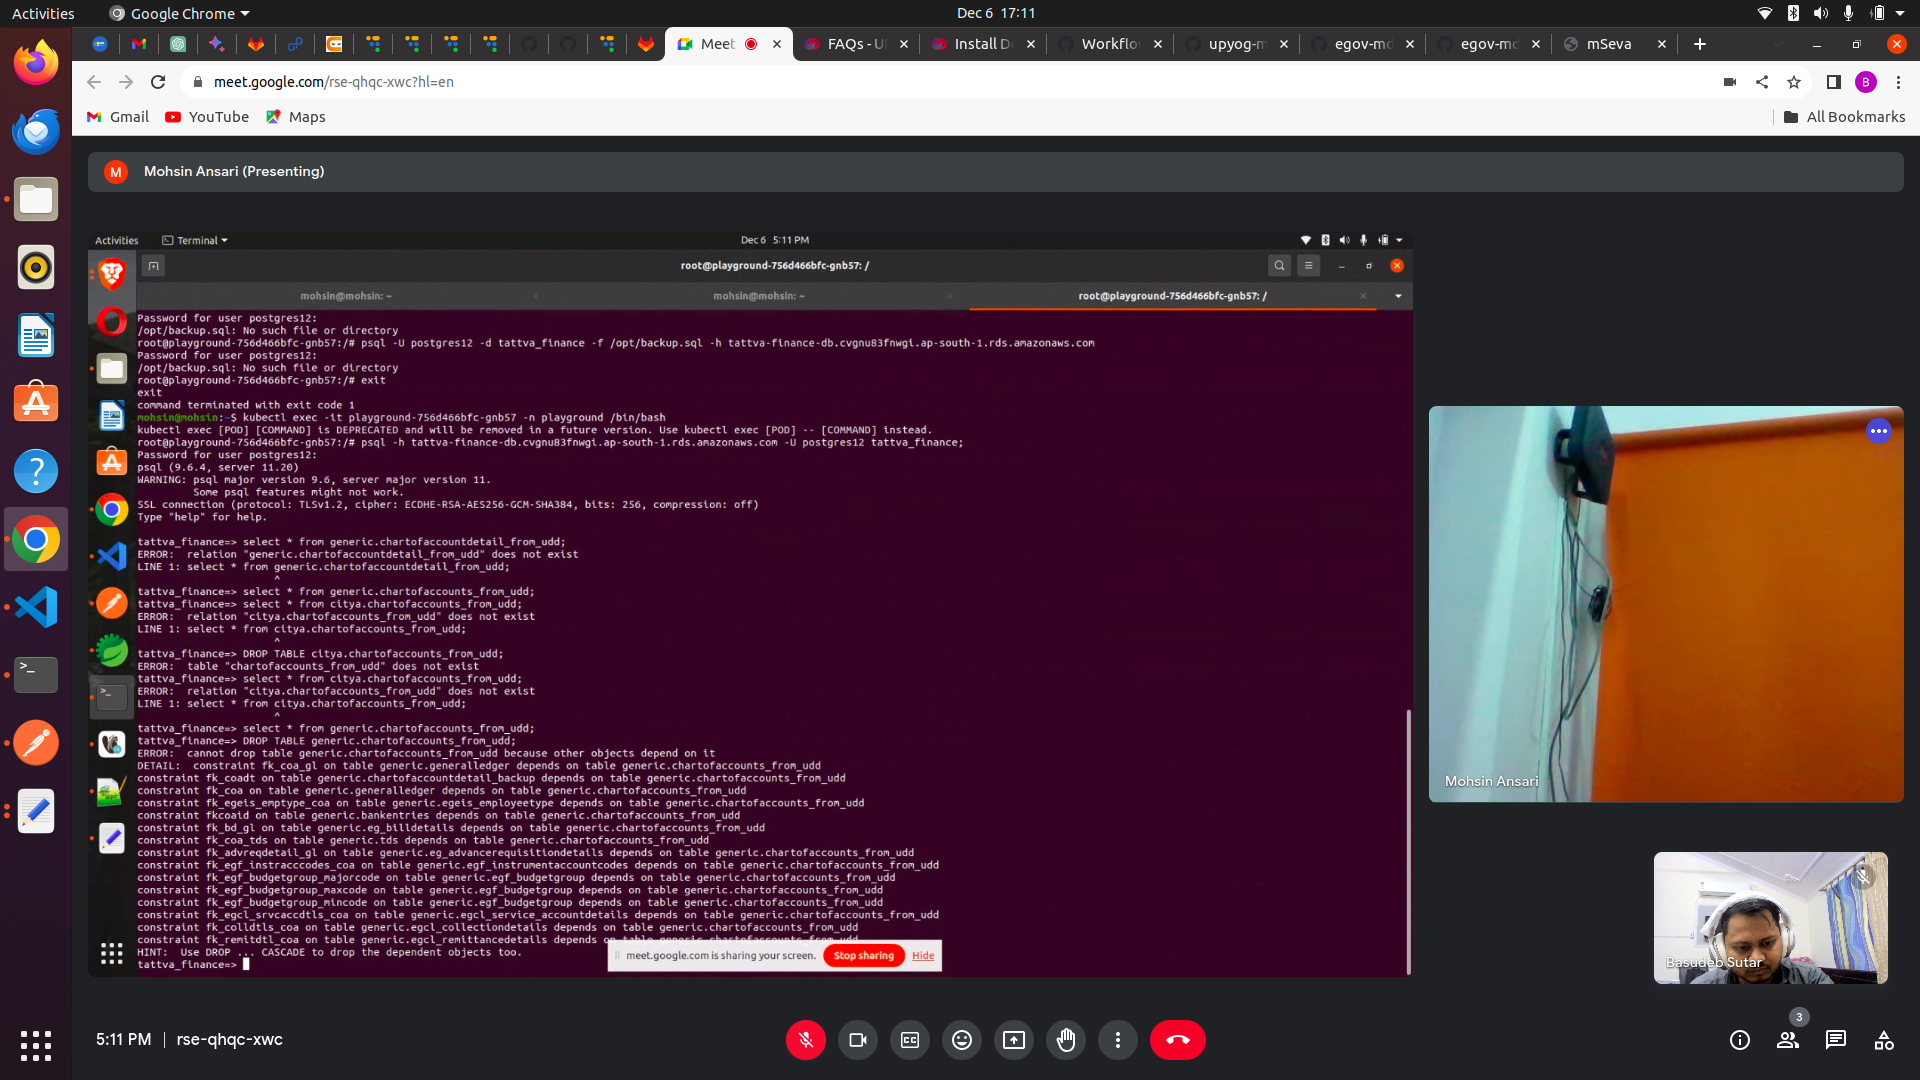 Activities
Google Chrome
Dec 6 17:11
Meet
FAQs - U
Install D
Workflo
upyog-m
egov-md
egov-md
mSeva
meet.google.com/rse-qhqc-xwc?hl=en
B
Gmail
YouTube
Maps
All Bookmarks
M
Mohsin Ansari (Presenting)
Activities
Terminal
Dec 6 5:11 PM
root@playground-756d466bfc-gnb57: /
mohsin@mohsin: ~
mohsin@mohsin: ~
root@playground-756d466bfc-gnb57: /
Password for user postgres12:
/opt/backup.sql: No such file or directory
root@playground-756d466bfc-gnb57:/# psql -U postgres12 -d tattva_finance -f /opt/backup.sql -h tattva-finance-db.cvgnu83fnwgi.ap-south-1.rds.amazonaws.com
Password for user postgres12:
/opt/backup.sql: No such file or directory
root@playground-756d466bfc-gnb57:/# exit
exit
command terminated with exit code 1
mohsin@mohsin:~$ kubectl exec -it playground-756d466bfc-gnb57 -n playground /bin/bash
kubectl exec [POD] [COMMAND] is DEPRECATED and will be removed in a future version. Use kubectl exec [POD] -- [COMMAND] instead.
root@playground-756d466bfc-gnb57:/# psql -h tattva-finance-db.cvgnu83fnwgi.ap-south-1.rds.amazonaws.com -U postgres12 tattva_finance;
Password for user postgres12:
psql (9.6.4, server 11.20)
WARNING: psql major version 9.6, server major version 11.
Some psql features might not work.
SSL connection (protocol: TLSv1.2, cipher: ECDHE-RSA-AES256-GCM-SHA384, bits: 256, compression: off)
Type "help" for help.
tattva_finance=> select * from generic.chartofaccountdetail_from_udd;
ERROR: relation "generic.chartofaccountdetail_from_udd" does not exist
LINE 1: select * from generic.chartofaccountdetail_from_udd;
^
tattva_finance=> select * from generic.chartofaccounts_from_udd;
tattva_finance=> select * from citya.chartofaccounts_from_udd;
ERROR: relation "citya.chartofaccounts_from_udd" does not exist
LINE 1: select * from citya.chartofaccounts_from_udd;
^
tattva_finance=> DROP TABLE citya.chartofaccounts_from_udd;
ERROR: table "chartofaccounts_from_udd" does not exist
tattva_finance=> select * from citya.chartofaccounts_from_udd;
ERROR: relation "citya.chartofaccounts_from_udd" does not exist
LINE 1: select * from citya.chartofaccounts_from_udd;
^
tattva_finance=> select * from generic.chartofaccounts_from_udd;
tattva_finance=> DROP TABLE generic.chartofaccounts_from_udd;
ERROR: cannot drop table generic.chartofaccounts_from_udd because other objects depend on it
DETAIL: constraint fk_coa_gl on table generic.generalledger depends on table generic.chartofaccounts_from_udd
constraint fk_coadt on table generic.chartofaccountdetail_backup depends on table generic.chartofaccounts_from_udd
constraint fk_coa on table generic.generalledger depends on table generic.chartofaccounts_from_udd
constraint fk_egeis_emptype_coa on table generic.egeis_employeetype depends on table generic.chartofaccounts_from_udd
constraint fkcoaid on table generic.bankentries depends on table generic.chartofaccounts_from_udd
constraint fk_bd_gl on table generic.eg_billdetails depends on table generic.chartofaccounts_from_udd
constraint fk_coa_tds on table generic.tds depends on table generic.chartofaccounts_from_udd
constraint fk_advreqdetail_gl on table generic.eg_advancerequisitiondetails depends on table generic.chartofaccounts_from_udd
constraint fk_egf_instracccodes_coa on table generic.egf_instrumentaccountcodes depends on table generic.chartofaccounts_from_udd
constraint fk_egf_budgetgroup_majorcode on table generic.egf_budgetgroup depends on table generic.chartofaccounts_from_udd
constraint fk_egf_budgetgroup_maxcode on table generic.egf_budgetgroup depends on table generic.chartofaccounts_from_udd
constraint fk_egf_budgetgroup_mincode on table generic.egf_budgetgroup depends on table generic.chartofaccounts_from_udd
constraint fk_egcl_srvcaccdtls_coa on table generic.egcl_service_accountdetails depends on table generic.chartofaccounts_from_udd
constraint fk_colldtls_coa on table generic.egcl_collectiondetails depends on table generic.chartofaccounts_from_udd
constraint fk_remitdtl_coa on table generic.egcl_remittancedetails depends on table generic.chartofaccounts_from_udd
HINT: Use DROP ... CASCADE to drop the dependent objects too.
tattva_finance=>
meet.google.com is sharing your screen.
Stop sharing
Hide
Mohsin Ansari
Basudeb Sutar
5:11 PM | rse-qhqc-xwc
3